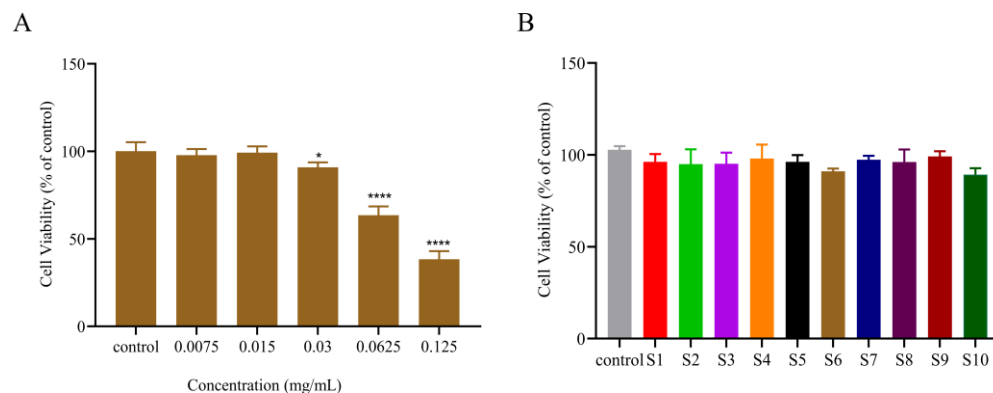 A
Cell Viability (% of control)
150
100
50
0
*
****
****
control 0.0075 0.015 0.03 0.0625 0.125
Concentration (mg/mL)
B
Cell Viability (% of control)
150
100
50
0
control S1 S2 S3 S4 S5 S6 S7 S8 S9 S10